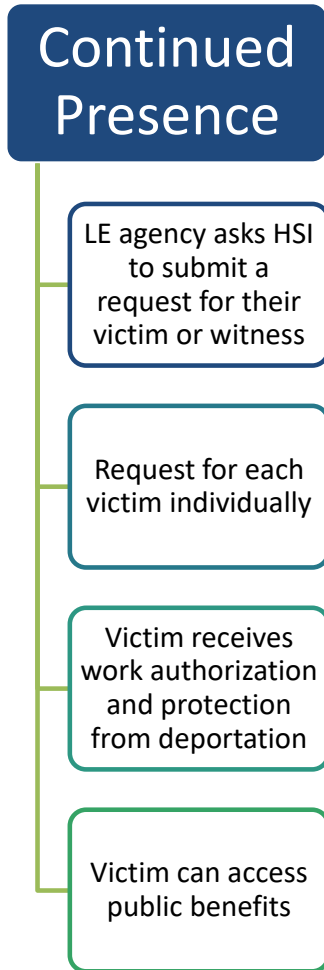 Continued
Presence
LE agency asks HSI
to submit a
request for their
victim or witness
Request for each
victim individually
Victim receives
work authorization
and protection
from deportation
Victim can access
public benefits